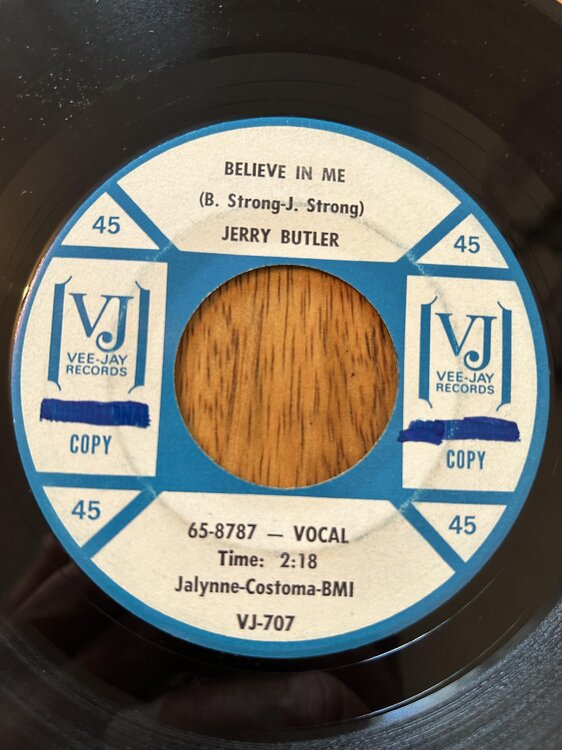 BELIEVE IN ME
(B. Strong-J. Strong)
JERRY BUTLER
45
45
VJ
VEE-JAY
RECORDS
COPY
VJ
VEE-JAY
RECORDS
COPY
45
45
65-8787 — VOCAL
Time: 2:18
Jalynne-Costoma-BMI
VJ-707